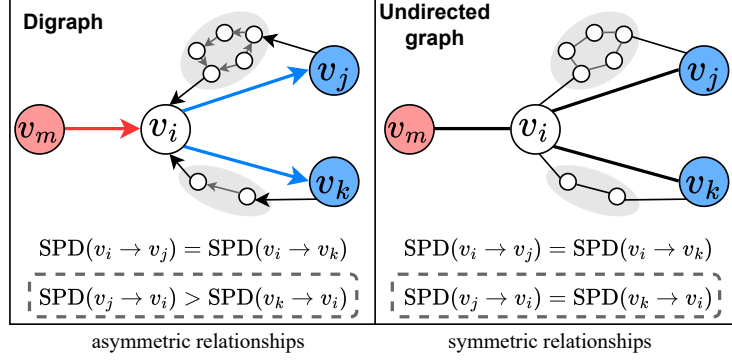 Digraph
v_j
v_m
v_i
v_k
SPD(v_i → v_j) = SPD(v_i → v_k)
SPD(v_j → v_i) > SPD(v_k → v_i)
asymmetric relationships
Undirected
graph
v_j
v_m
v_i
v_k
SPD(v_i → v_j) = SPD(v_i → v_k)
SPD(v_j → v_i) = SPD(v_k → v_i)
symmetric relationships